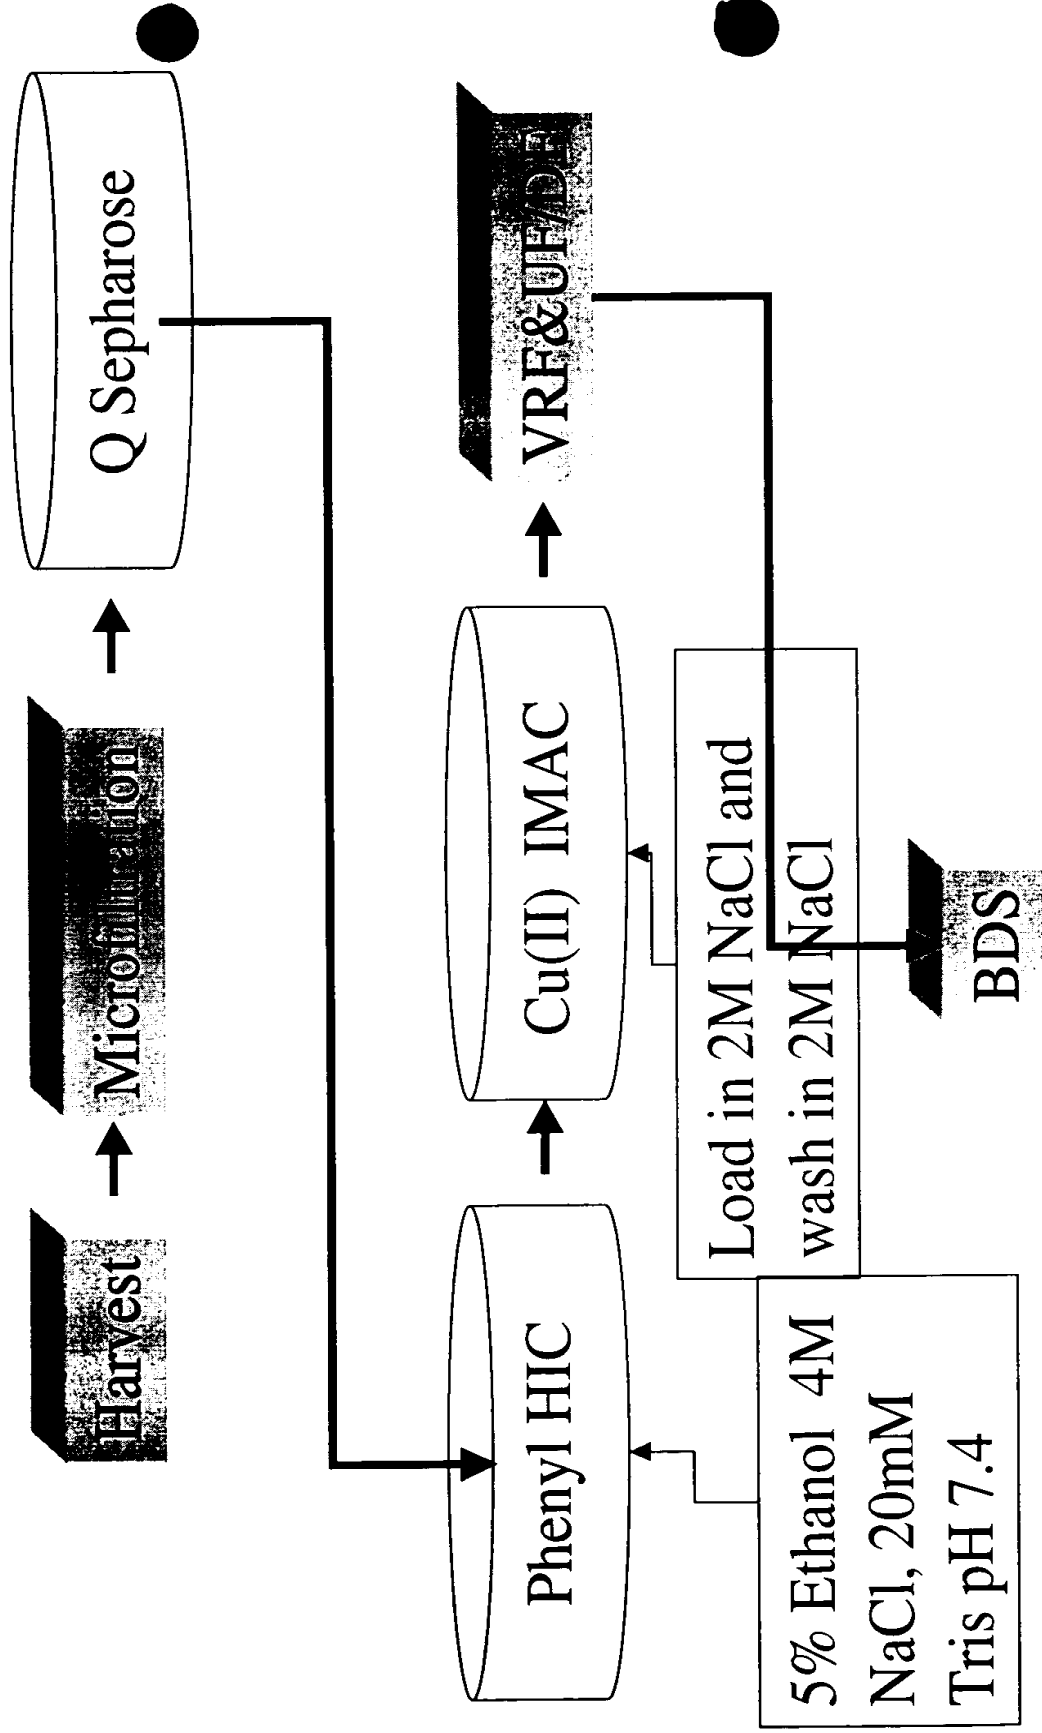 Harvest
Microfiltration
Q Sepharose
Phenyl HIC
Cu(II) IMAC
VRF&UF/DF
5% Ethanol 4M
NaCl, 20mM
Tris pH 7.4
Load in 2M NaCl and
wash in 2M NaCl
BDS